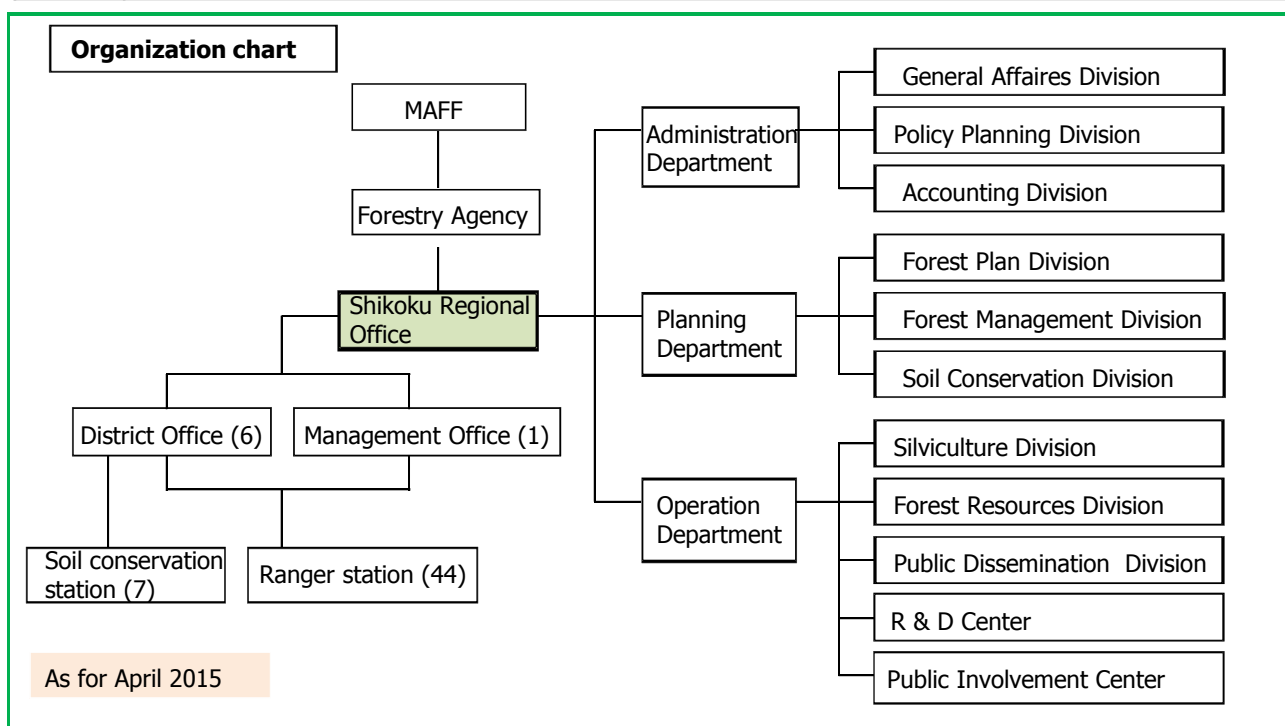 Organization chart
MAFF
Forestry Agency
Shikoku Regional
Office
District Office (6)
Management Office (1)
Soil conservation
station (7)
Ranger station (44)
As for April 2015
Administration
Department
General Affaires Division
Policy Planning Division
Accounting Division
Planning
Department
Forest Plan Division
Forest Management Division
Soil Conservation Division
Operation
Department
Silviculture Division
Forest Resources Division
Public Dissemination Division
R & D Center
Public Involvement Center